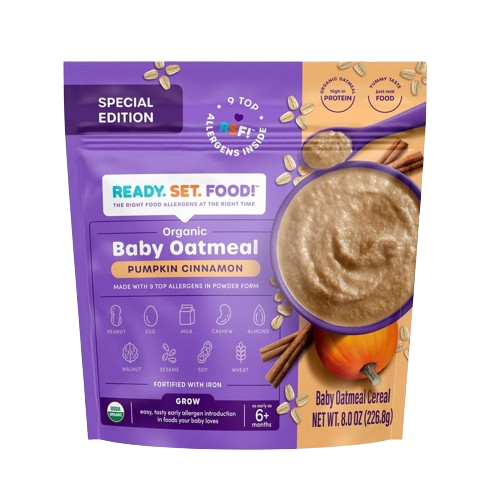 SPECIAL
EDITION
9 TOP
RSF!
ALLERGENS INSIDE
ORGANIC OATMEAL
high in
PROTEIN
YUMMY TASTE
just real
FOOD
READY. SET. FOOD!™
THE RIGHT FOOD ALLERGENS AT THE RIGHT TIME
Organic
Baby Oatmeal
PUMPKIN CINNAMON
MADE WITH 9 TOP ALLERGENS IN POWDER FORM
PEANUT EGG MILK CASHEW ALMOND
WALNUT SESAME SOY WHEAT
FORTIFIED WITH IRON
USDA
ORGANIC
GROW
easy, tasty early allergen introduction
in foods your baby loves
as early as
6+
months
Baby Oatmeal Cereal
NET WT. 8.0 OZ (226.8g)